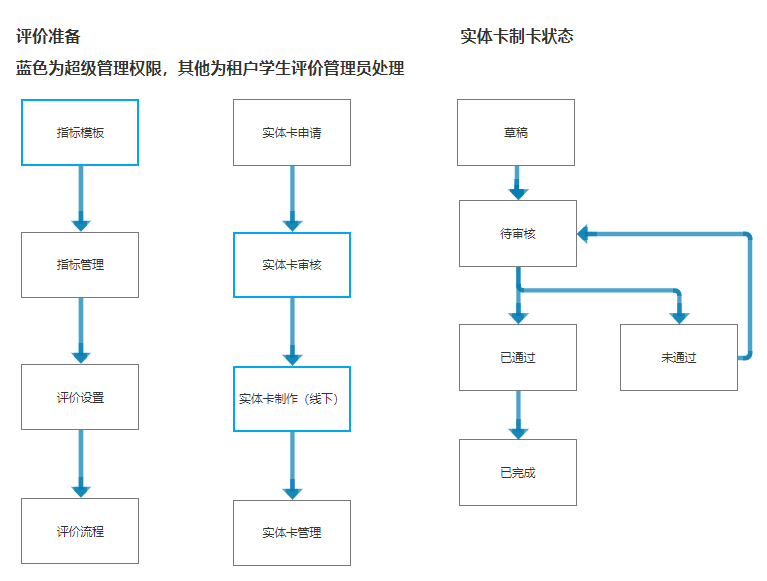 评价准备
蓝色为超级管理权限，其他为租户学生评价管理员处理
指标模板
指标管理
评价设置
评价流程
实体卡申请
实体卡审核
实体卡制作（线下）
实体卡管理
实体卡制卡状态
草稿
待审核
已通过
未通过
已完成